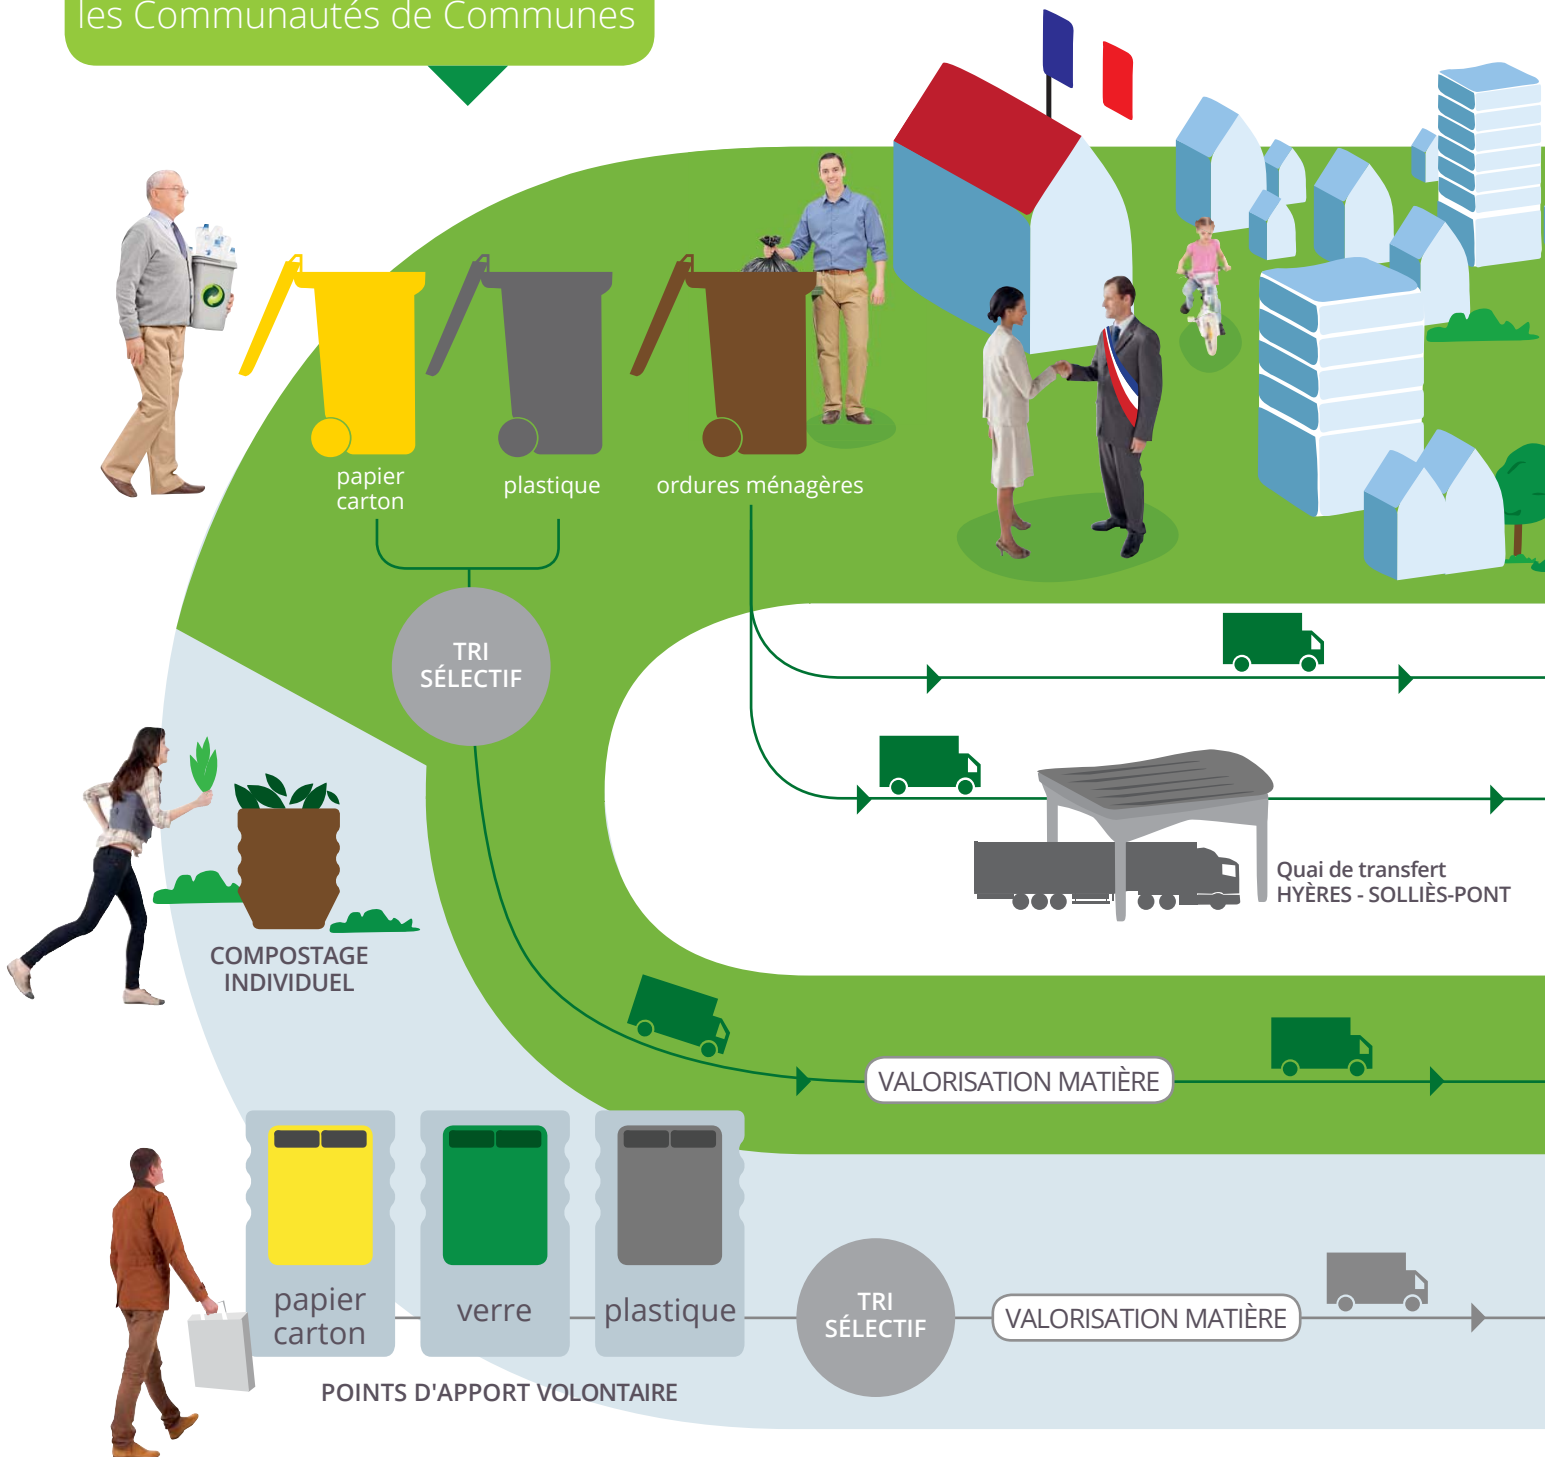 les Communautés de Communes
papier
carton
plastique
ordures ménagères
TRI
SÉLECTIF
Quai de transfert
HYÈRES - SOLLIÈS-PONT
COMPOSTAGE
INDIVIDUEL
VALORISATION MATIÈRE
papier
carton
verre
plastique
TRI
SÉLECTIF
VALORISATION MATIÈRE
POINTS D'APPORT VOLONTAIRE